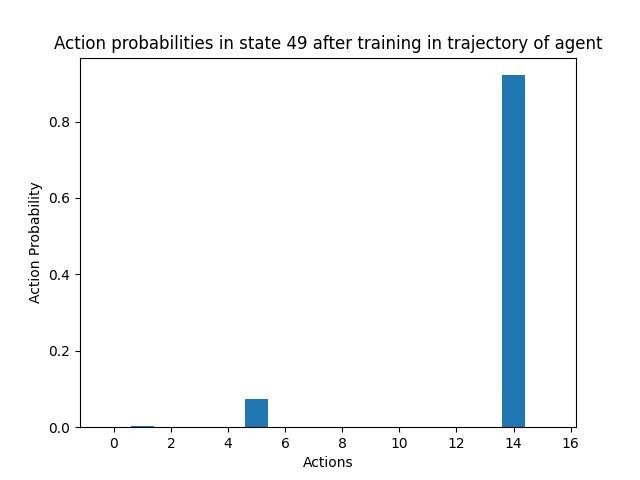 Action probabilities in state 49 after training in trajectory of agent
Action Probability
0.8
0.6
0.4
0.2
0.0
0 2 4 6 8 10 12 14 16
Actions